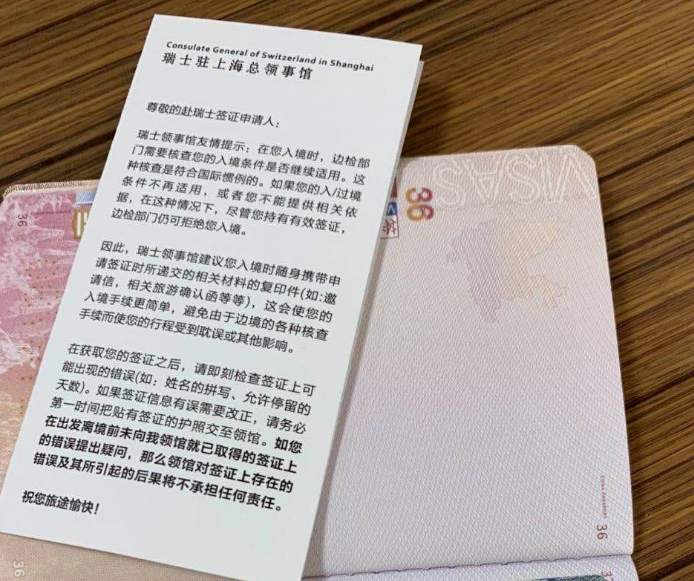 Consulate General of Switzerland in Shanghai
瑞士驻上海总领事馆
尊敬的赴瑞士签证申请人：
瑞士领事馆友情提示：在您入境时，边检部
门需要核查您的入境条件是否继续适用。这
种核查是符合国际惯例的。如果您的入/过境
条件不再适用，或者您不能提供相关依
据，在这种情况下，尽管您持有有效签证，
边检部门仍可拒绝您入境。
因此，瑞士领事馆建议您入境时随身携带申
请签证时所递交的相关材料的复印件(如:邀
请信，相关旅游确认函等等)，这会使您的
入境手续更简单，避免由于边境的各种核查
手续而使您的行程受到耽误或其他影响。
在获取您的签证之后，请即刻检查签证上可
能出现的错误(如：姓名的拼写、允许停留的
天数)。如果签证信息有误需要改正，请务必
第一时间把贴有签证的护照交至领馆。如您
在出发离境前未向我领馆就已取得的签证上
的错误提出疑问，那么领馆对签证上存在的
错误及其所引起的后果将不承担任何责任。
祝您旅途愉快！
VISAS
36
签
36
36
36